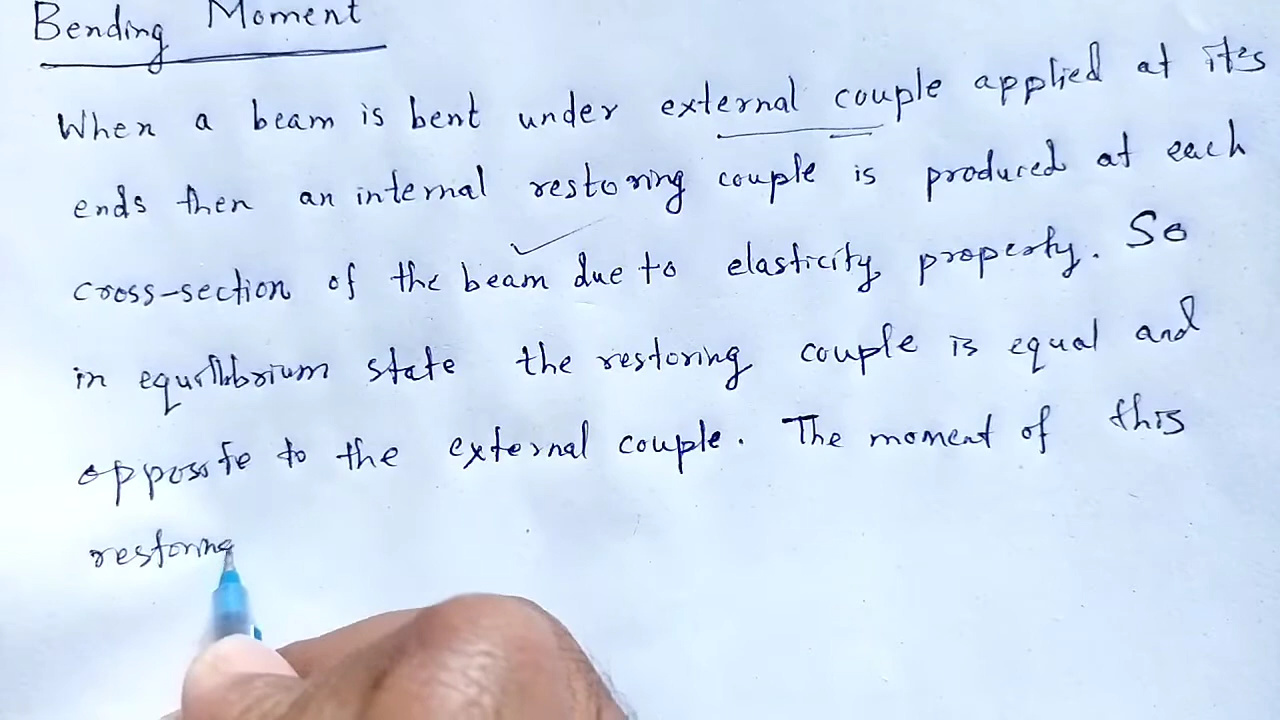 Bending Moment
When a beam is bent under external couple applied at it's
ends then an internal restoring couple is produced at each
cross-section of the beam due to elasticity property. So
in equilibrium state the restoring couple is equal and
opposite to the external couple. The moment of this
restoring